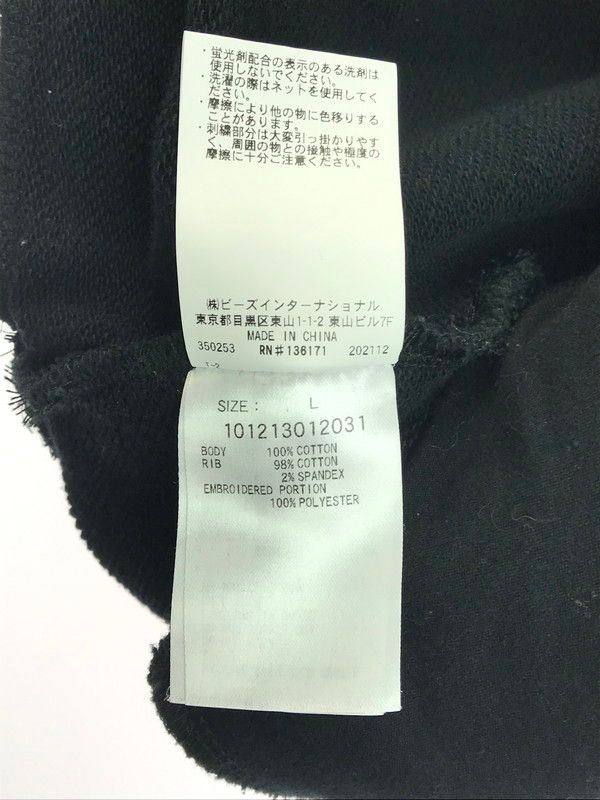 ・蛍光剤配合の表示のある洗剤は
使用しないでください。
・洗濯の際はネットを使用してく
ださい。
・摩擦により他の物に色移りする
ことがあります。
・刺繍部分は大変引っ掛かりやす
く、周囲の物との接触や極度の
摩擦に十分ご注意ください。
㈱ビーズインターナショナル
東京都目黒区東山1-1-2 東山ビル7F
MADE IN CHINA
350253 RN#136171 202112
1-2
SIZE: L
101213012031
BODY 100% COTTON
RIB 98% COTTON
2% SPANDEX
EMBROIDERED PORTION
100% POLYESTER